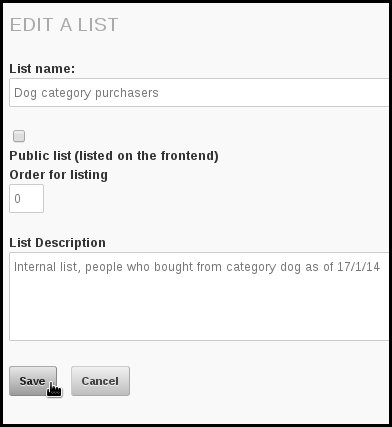 EDIT A LIST
List name:
Dog category purchasers
Public list (listed on the frontend)
Order for listing
0
List Description
Internal list, people who bought from category dog as of 17/1/14
Save
Cancel